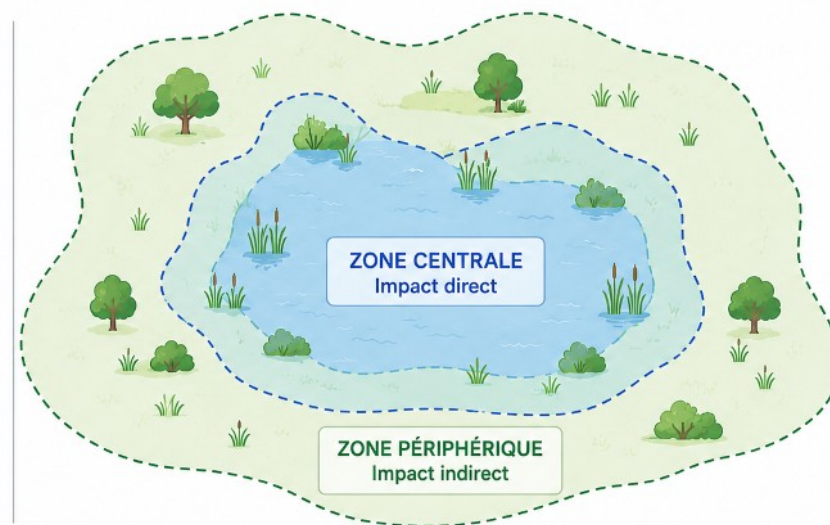 ZONE CENTRALE
Impact direct
ZONE PÉRIPHÉRIQUE
Impact indirect